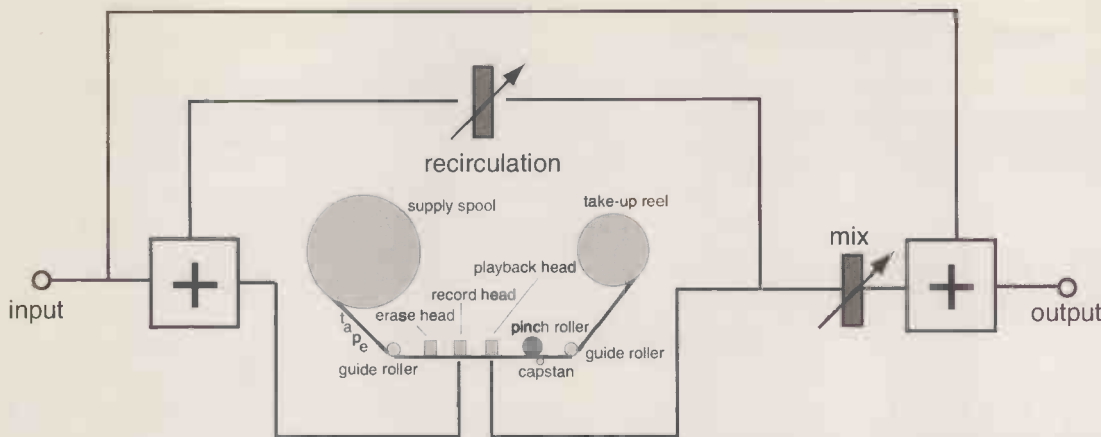 recirculation
supply spool
take-up reel
mix
playback head
record head
input
erase head
tape
pinch roller
output
guide roller
guide roller
capstan
+
+